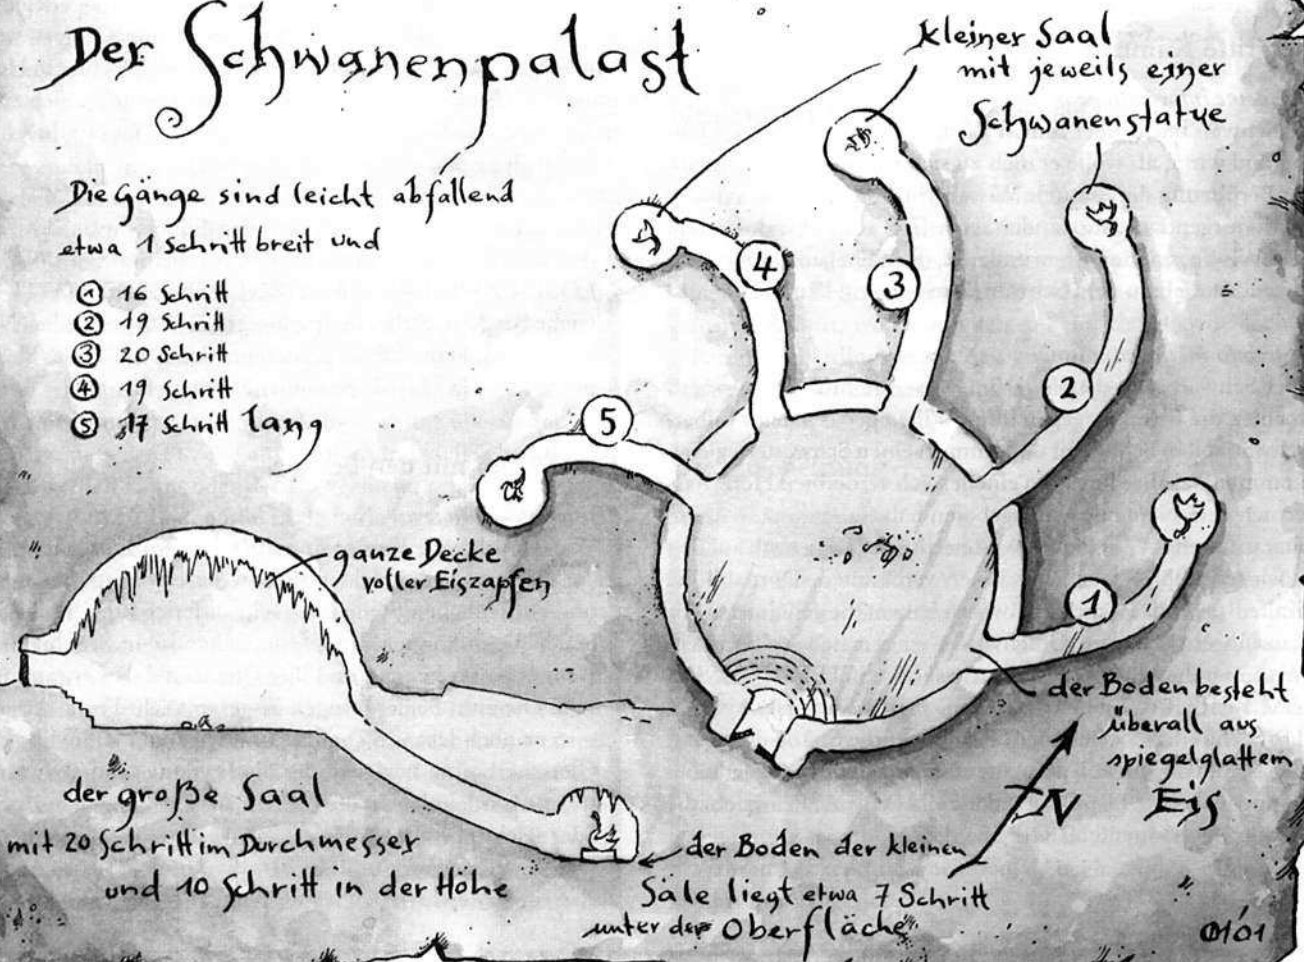 Der Schwanenpalast
kleiner Saal
mit jeweils einer
Schwanenstatue
Die Gänge sind leicht abfallend
etwa 1 Schritt breit und
1 16 Schritt
2 19 Schritt
3 20 Schritt
4 19 Schritt
5 17 Schritt lang
4
3
2
5
1
ganze Decke
voller Eiszapfen
der Boden besteht
überall aus
spiegelglattem
Eis
N
der große Saal
mit 20 Schritt im Durchmesser
und 10 Schritt in der Höhe
der Boden der kleinen
Säle liegt etwa 7 Schritt
unter der Oberfläche